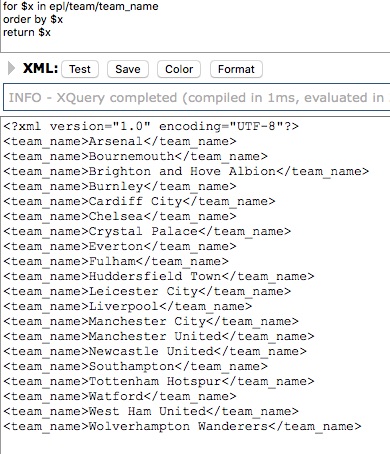 for $x in epl/team/team_name
order by $x
return $x
XML: Test Save Color Format
INFO - XQuery completed (compiled in 1ms, evaluated in
<?xml version="1.0" encoding="UTF-8"?>
<team_name>Arsenal</team_name>
<team_name>Bournemouth</team_name>
<team_name>Brighton and Hove Albion</team_name>
<team_name>Burnley</team_name>
<team_name>Cardiff City</team_name>
<team_name>Chelsea</team_name>
<team_name>Crystal Palace</team_name>
<team_name>Everton</team_name>
<team_name>Fulham</team_name>
<team_name>Huddersfield Town</team_name>
<team_name>Leicester City</team_name>
<team_name>Liverpool</team_name>
<team_name>Manchester City</team_name>
<team_name>Manchester United</team_name>
<team_name>Newcastle United</team_name>
<team_name>Southampton</team_name>
<team_name>Tottenham Hotspur</team_name>
<team_name>Watford</team_name>
<team_name>West Ham United</team_name>
<team_name>Wolverhampton Wanderers</team_name>